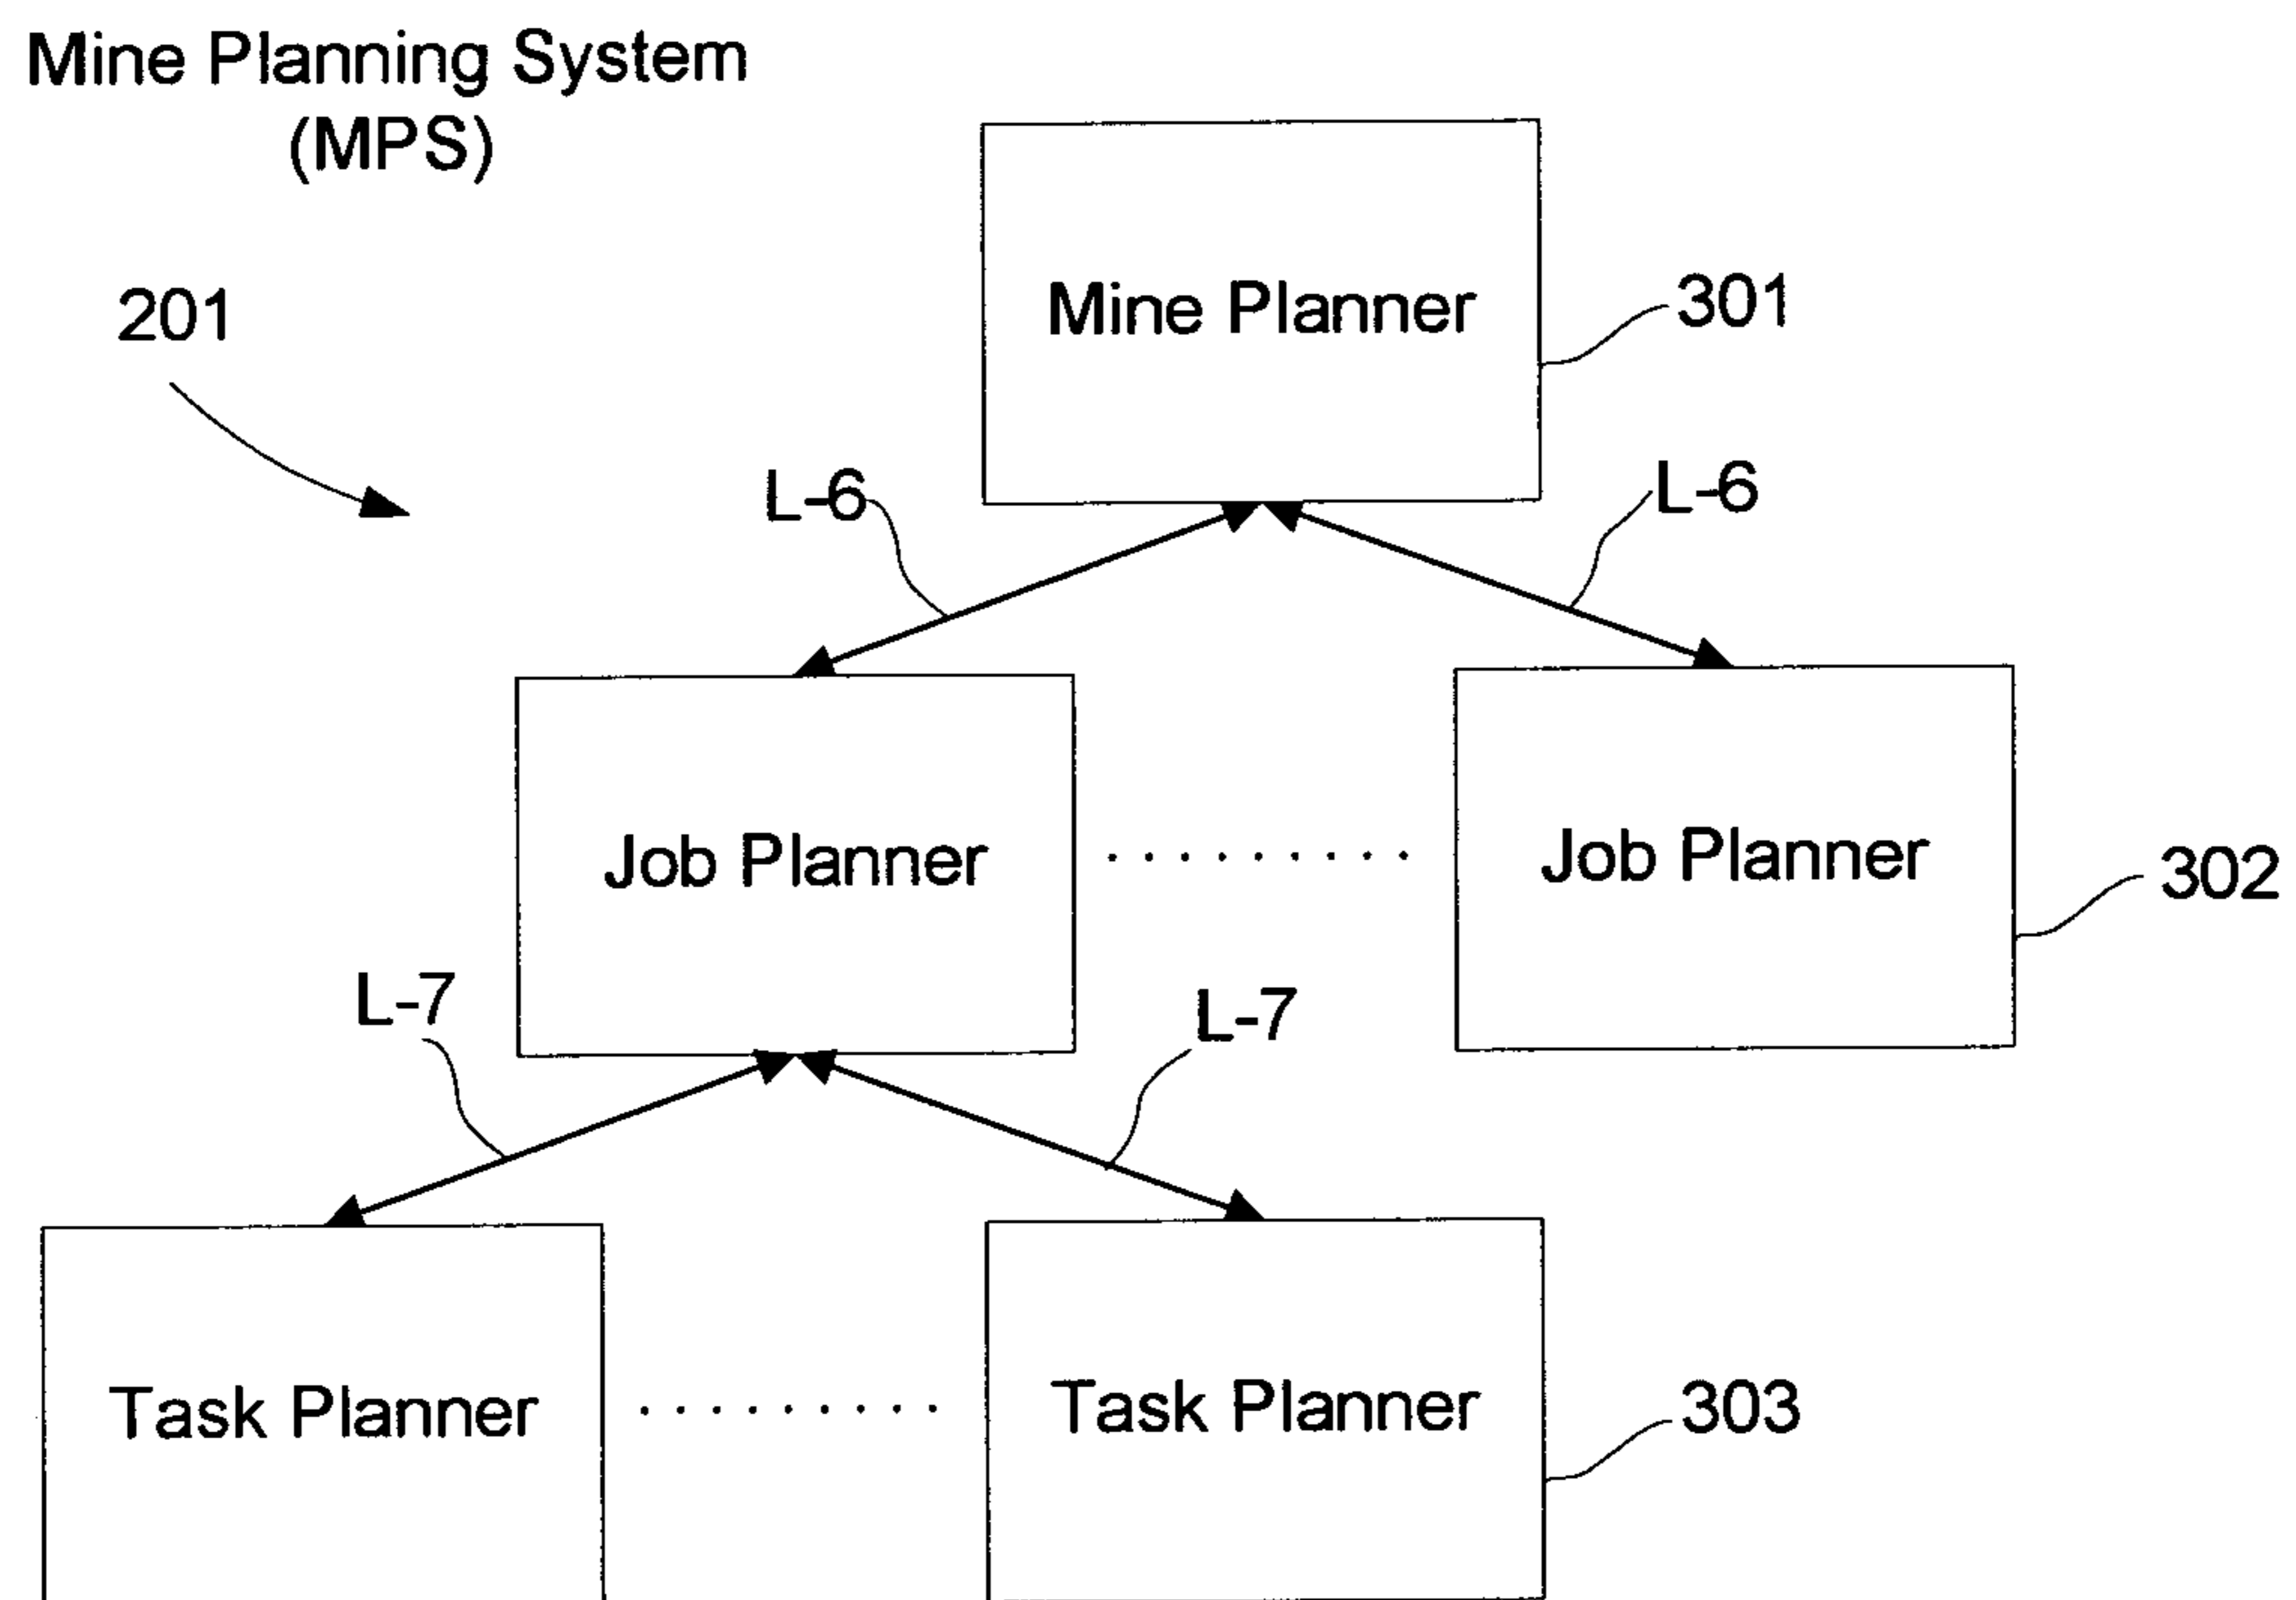 Mine Planning System
(MPS)
201
Mine Planner
301
L-6
L-6
Job Planner
Job Planner
302
L-7
L-7
Task Planner
Task Planner
303